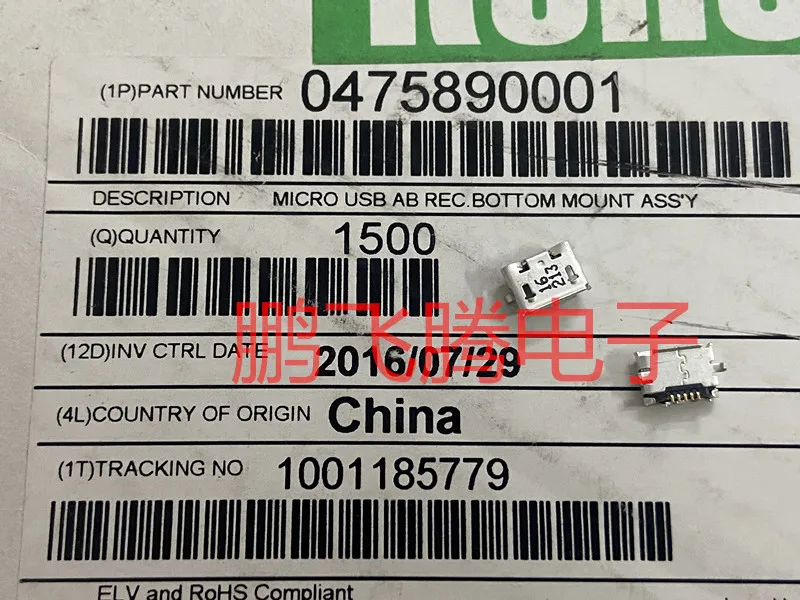 RoHS
(1P)PART NUMBER 0475890001
DESCRIPTION MICRO USB AB REC.BOTTOM MOUNT ASS'Y
(Q)QUANTITY 1500
16
213
鹏飞腾电子
(12D)INV CTRL DATE 2016/07/29
(4L)COUNTRY OF ORIGIN China
(1T)TRACKING NO 1001185779
ELV and RoHS Compliant